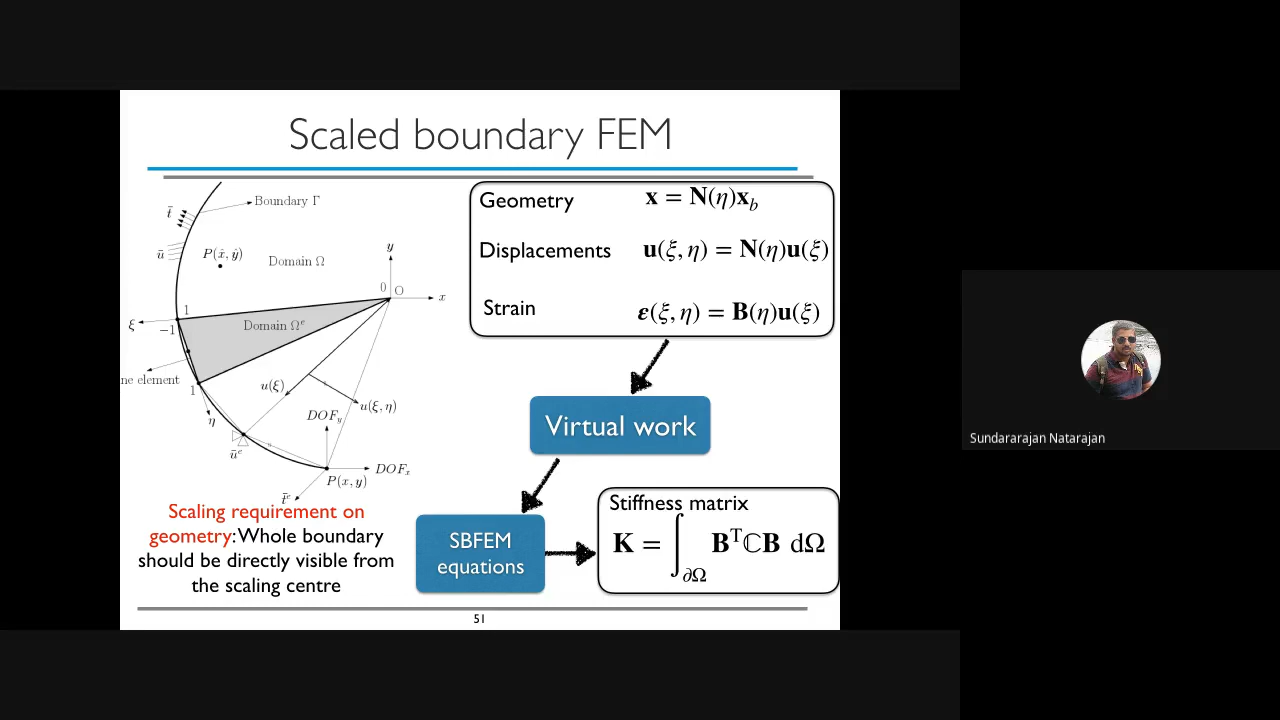 Scaled boundary FEM
Boundary Γ
t̄
ū
P(x̂, ŷ)
Domain Ω
y
0
O
x
1
ξ
−1
Domain Ωᵉ
ne element
1
η
u(ξ)
u(ξ, η)
DOF_y
ūᵉ
DOF_x
P(x, y)
t̄ᵉ
Scaling requirement on
geometry:Whole boundary
should be directly visible from
the scaling centre
Geometry x = N(η)x_b
Displacements u(ξ, η) = N(η)u(ξ)
Strain ε(ξ, η) = B(η)u(ξ)
Virtual work
SBFEM
equations
Stiffness matrix
K = ∫_∂Ω BᵀℂB dΩ
51
Sundararajan Natarajan